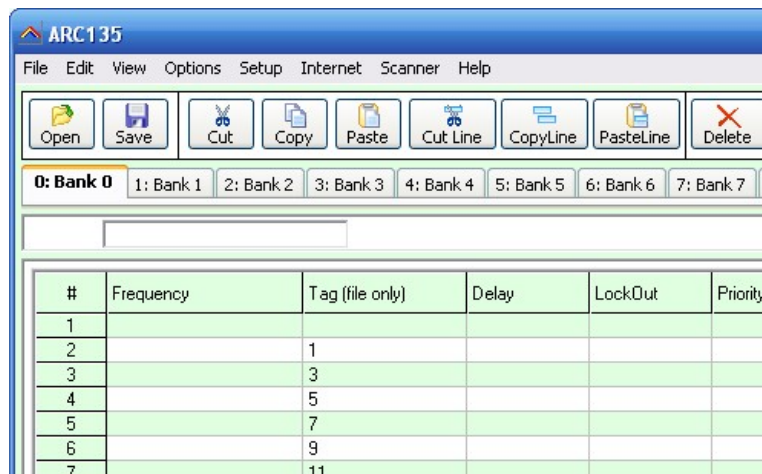 ARC135
File Edit View Options Setup Internet Scanner Help
Open Save Cut Copy Paste Cut Line CopyLine PasteLine Delete
0: Bank 0 1: Bank 1 2: Bank 2 3: Bank 3 4: Bank 4 5: Bank 5 6: Bank 6 7: Bank 7
# Frequency Tag (file only) Delay LockOut Priority
1
2 1
3 3
4 5
5 7
6 9
7 11